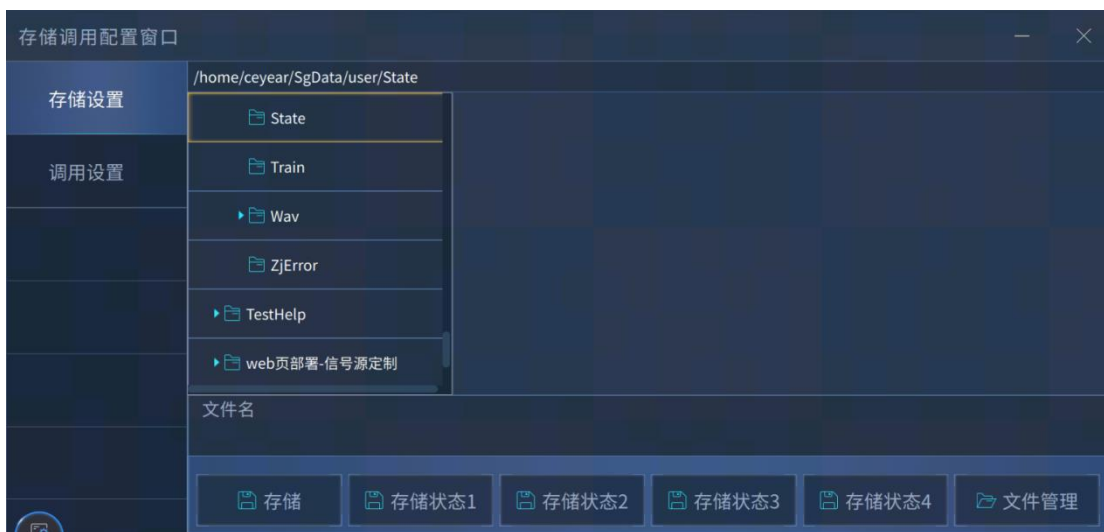 存储调用配置窗口
/home/ceyear/SgData/user/State
存储设置
调用设置
State
Train
Wav
ZjError
TestHelp
web页部署-信号源定制
文件名
存储 存储状态1 存储状态2 存储状态3 存储状态4 文件管理